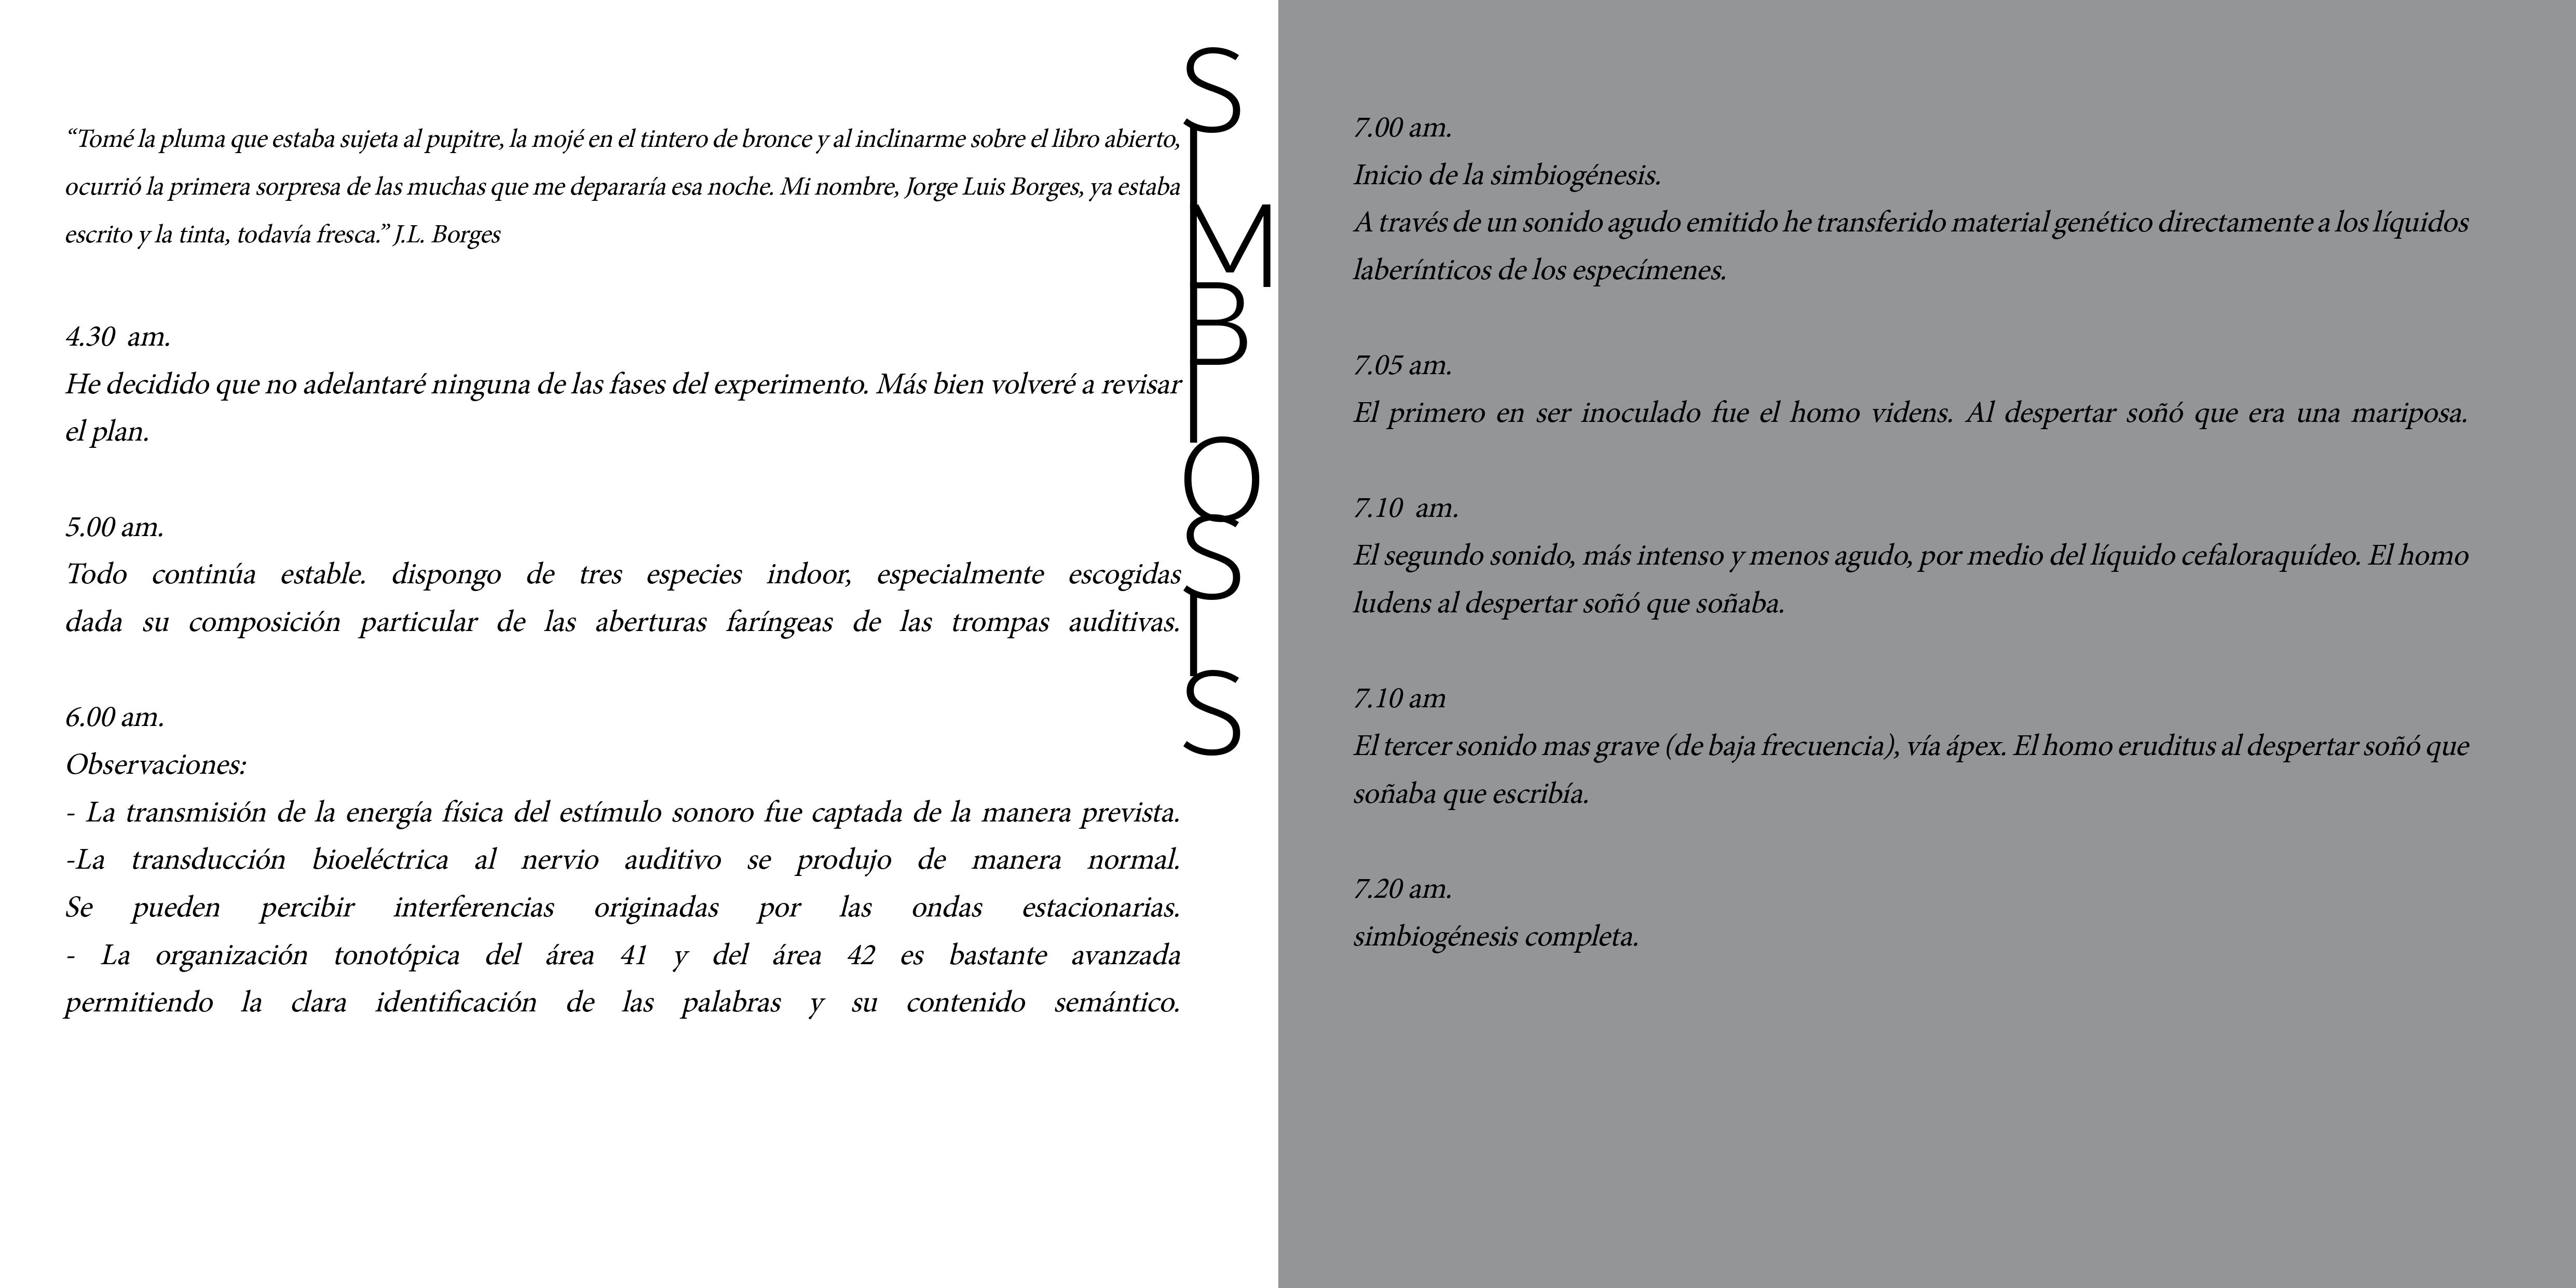 “Tomé la pluma que estaba sujeta al pupitre, la mojé en el tintero de bronce y al inclinarme sobre el libro abierto,
ocurrió la primera sorpresa de las muchas que me depararía esa noche. Mi nombre, Jorge Luis Borges, ya estaba
escrito y la tinta, todavía fresca.” J.L. Borges
4.30 am.
He decidido que no adelantaré ninguna de las fases del experimento. Más bien volveré a revisar
el plan.
5.00 am.
Todo continúa estable. dispongo de tres especies indoor, especialmente escogidas
dada su composición particular de las aberturas faríngeas de las trompas auditivas.
6.00 am.
Observaciones:
- La transmisión de la energía física del estímulo sonoro fue captada de la manera prevista.
-La transducción bioeléctrica al nervio auditivo se produjo de manera normal.
Se pueden percibir interferencias originadas por las ondas estacionarias.
- La organización tonotópica del área 41 y del área 42 es bastante avanzada
permitiendo la clara identificación de las palabras y su contenido semántico.
SIMBIOSIS
7.00 am.
Inicio de la simbiogénesis.
A través de un sonido agudo emitido he transferido material genético directamente a los líquidos
laberínticos de los especímenes.
7.05 am.
El primero en ser inoculado fue el homo videns. Al despertar soñó que era una mariposa.
7.10 am.
El segundo sonido, más intenso y menos agudo, por medio del líquido cefaloraquídeo. El homo
ludens al despertar soñó que soñaba.
7.10 am
El tercer sonido mas grave (de baja frecuencia), vía ápex. El homo eruditus al despertar soñó que
soñaba que escribía.
7.20 am.
simbiogénesis completa.